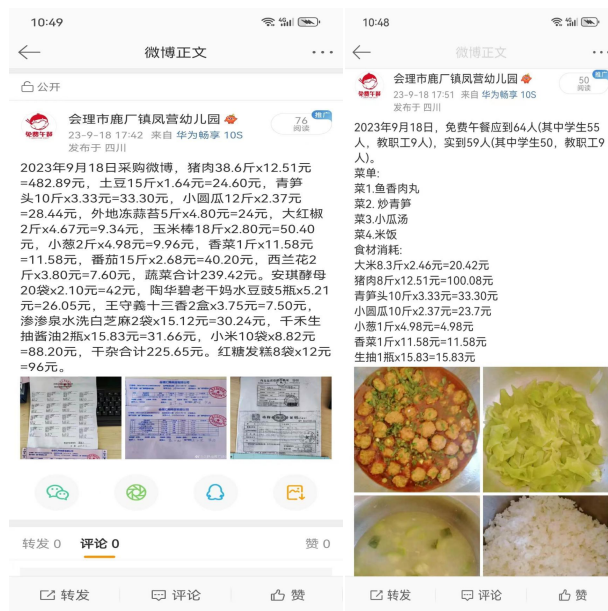 10:49
微博正文
公开
会理市鹿厂镇凤营幼儿园
23-9-18 17:42 来自 华为畅享 10S
发布于 四川
76
阅读
推广
免费午餐
2023年9月18日采购微博，猪肉38.6斤x12.51元
=482.89元，土豆15斤x1.64元=24.60元，青笋
头10斤x3.33元=33.30元，小圆瓜12斤x2.37元
=28.44元，外地冻蒜苔5斤x4.80元=24元，大红椒
2斤x4.67元=9.34元，玉米棒18斤x2.80元=50.40
元，小葱2斤x4.98元=9.96元，香菜1斤x11.58元
=11.58元，番茄15斤x2.68元=40.20元，西兰花2
斤x3.80元=7.60元，蔬菜合计239.42元。安琪酵母
20袋x2.10元=42元，陶华碧老干妈水豆豉5瓶x5.21
元=26.05元，王守義十三香2盒x3.75元=7.50元，
渗渗泉水洗白芝麻2袋x15.12元=30.24元，千禾生
抽酱油2瓶x15.83元=31.66元，小米10袋x8.82元
=88.20元，干杂合计225.65元。红糖发糕8袋x12元
=96元。
转发 0 评论 0 赞 0
转发 评论 赞
10:48
微博正文
会理市鹿厂镇凤营幼儿园
23-9-18 17:51 来自 华为畅享 10S
发布于 四川
50
阅读
推广
免费午餐
2023年9月18日，免费午餐应到64人(其中学生55
人，教职工9人)，实到59人(其中学生50，教职工9
人)。
菜单:
菜1.鱼香肉丸
菜2. 炒青笋
菜3.小瓜汤
菜4.米饭
食材消耗:
大米8.3斤x2.46元=20.42元
猪肉8斤x12.51元=100.08元
青笋头10斤x3.33元=33.30元
小圆瓜10斤x2.37元=23.7元
小葱1斤x4.98元=4.98元
香菜1斤x11.58元=11.58元
生抽1瓶x15.83=15.83元
转发 评论 赞